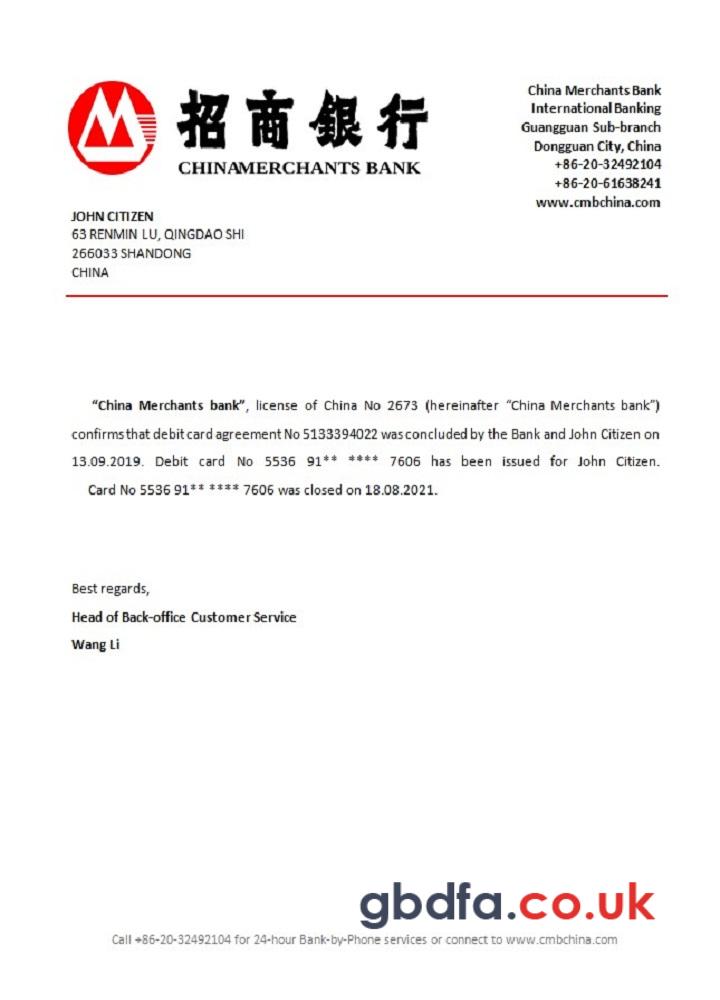 招商銀行
CHINAMERCHANTS BANK
China Merchants Bank
International Banking
Guangguan Sub-branch
Dongguan City, China
+86-20-32492104
+86-20-61638241
www.cmbchina.com
JOHN CITIZEN
63 RENMIN LU, QINGDAO SHI
266033 SHANDONG
CHINA
“China Merchants bank”, license of China No 2673 (hereinafter “China Merchants bank”)
confirms that debit card agreement No 5133394022 was concluded by the Bank and John Citizen on
13.09.2019. Debit card No 5536 91** **** 7606 has been issued for John Citizen.
Card No 5536 91** **** 7606 was closed on 18.08.2021.
Best regards,
Head of Back-office Customer Service
Wang Li
gbdfa.co.uk
Call +86-20-32492104 for 24-hour Bank-by-Phone services or connect to www.cmbchina.com